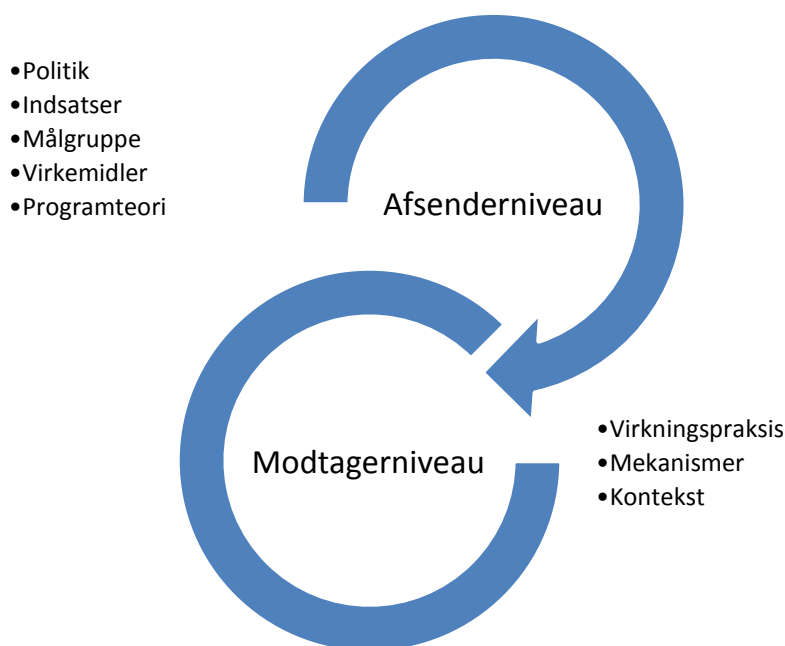 •Politik
•Indsatser
•Målgruppe
•Virkemidler
•Programteori
Afsenderniveau
Modtagerniveau
•Virkningspraksis
•Mekanismer
•Kontekst